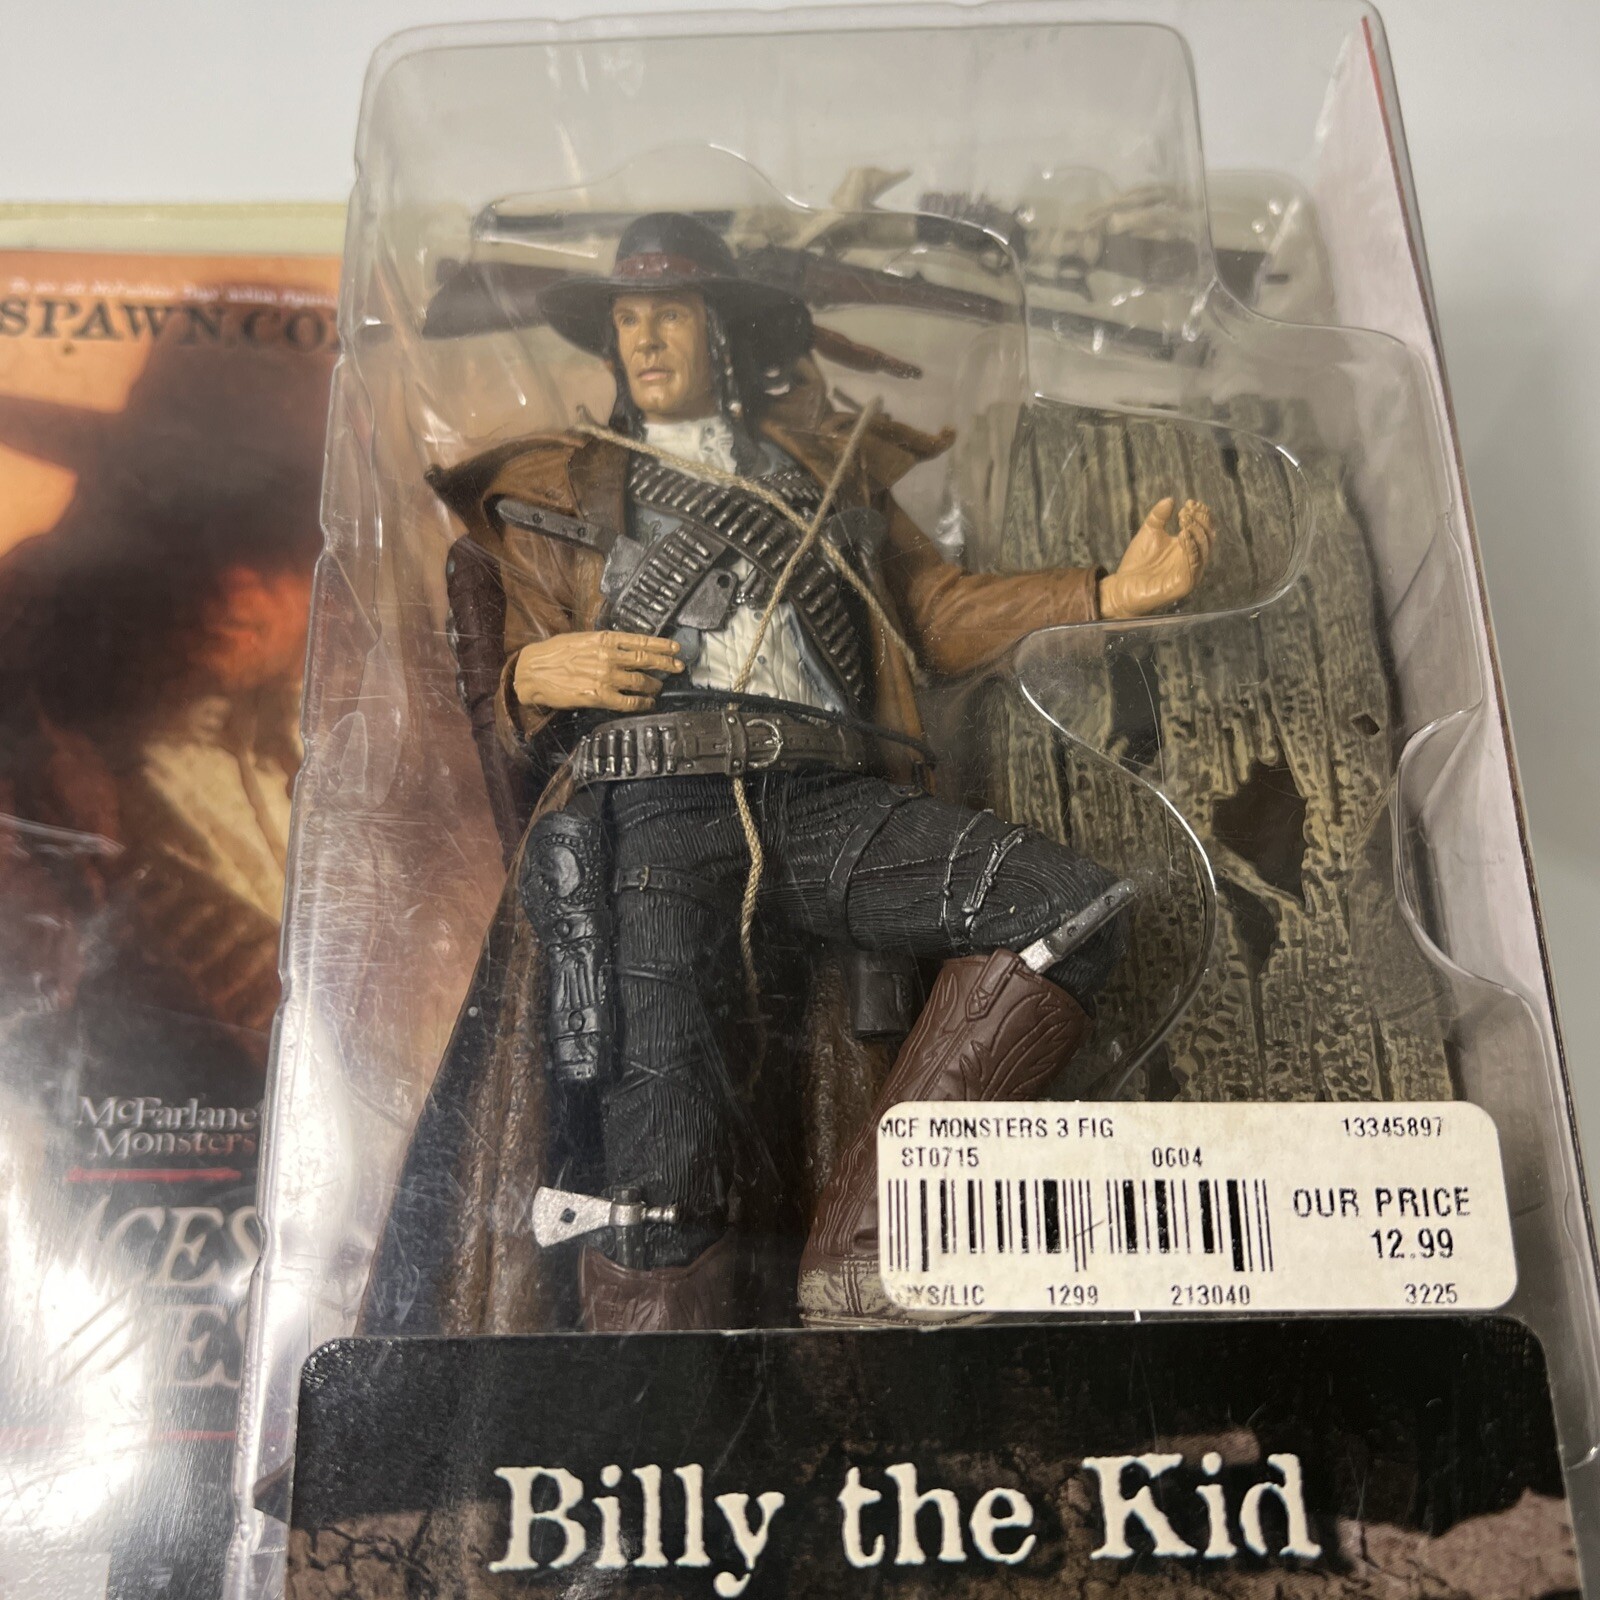 SPAWN.CO
McFarlane
Monsters
MCF MONSTERS 3 FIG 13345897
ST0715 0604
OUR PRICE
12.99
1299 213040 3225
Billy the Kid